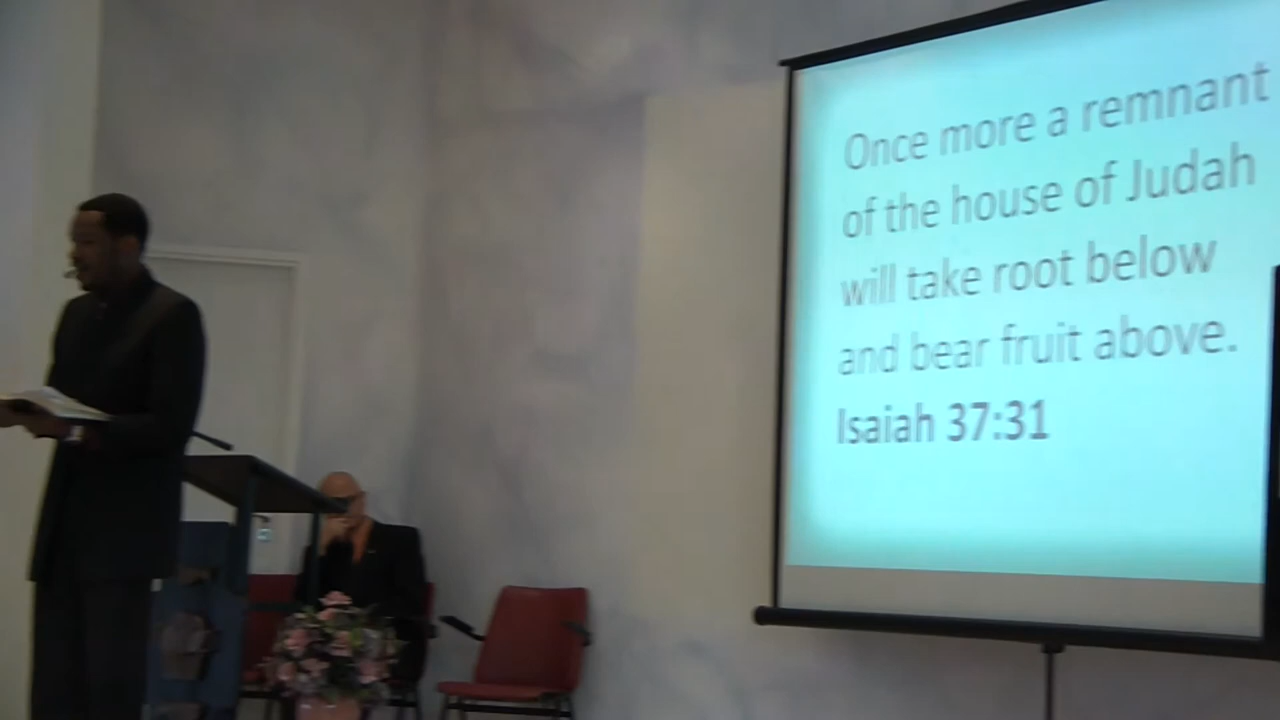 Once more a remnant
of the house of Judah
will take root below
and bear fruit above.
Isaiah 37:31